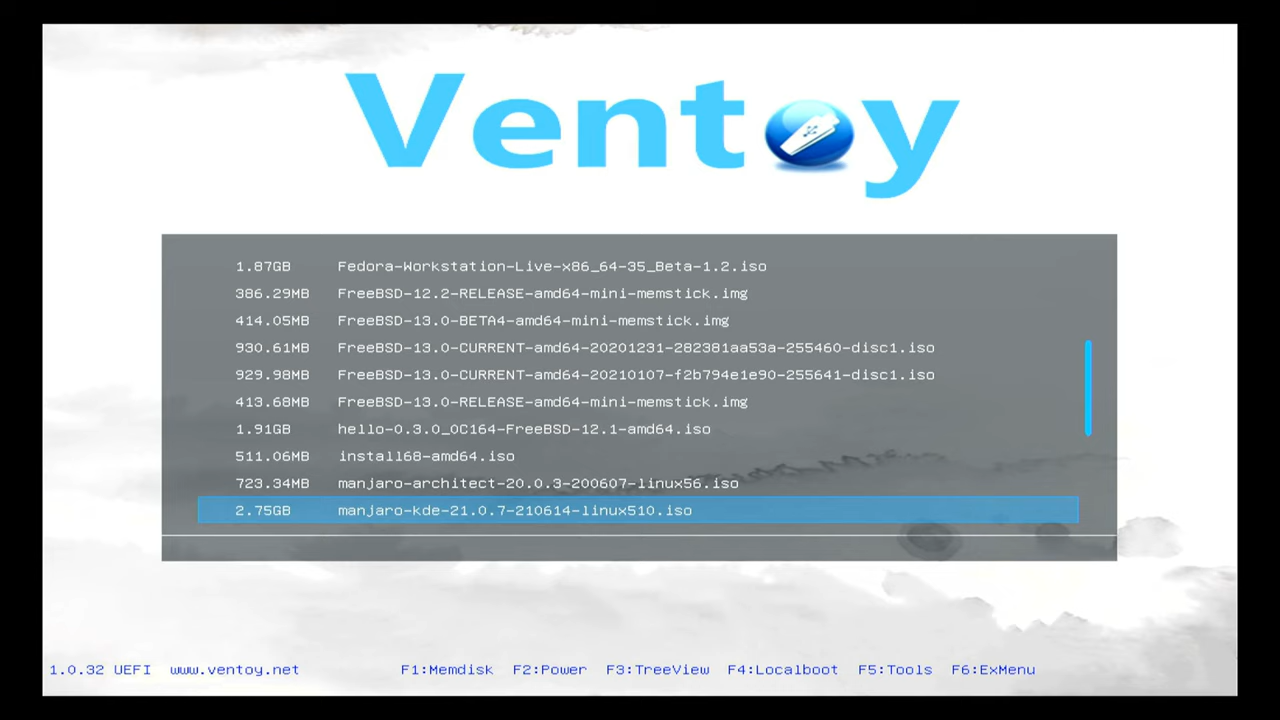 Ventoy
1.87GB Fedora-Workstation-Live-x86_64-35_Beta-1.2.iso
386.29MB FreeBSD-12.2-RELEASE-amd64-mini-memstick.img
414.05MB FreeBSD-13.0-BETA4-amd64-mini-memstick.img
930.61MB FreeBSD-13.0-CURRENT-amd64-20201231-282381aa53a-255460-disc1.iso
929.98MB FreeBSD-13.0-CURRENT-amd64-20210107-f2b794e1e90-255641-disc1.iso
413.68MB FreeBSD-13.0-RELEASE-amd64-mini-memstick.img
1.91GB hello-0.3.0_0C164-FreeBSD-12.1-amd64.iso
511.06MB install68-amd64.iso
723.34MB manjaro-architect-20.0.3-200607-linux56.iso
2.75GB manjaro-kde-21.0.7-210614-linux510.iso
1.0.32 UEFI www.ventoy.net F1:Memdisk F2:Power F3:TreeView F4:Localboot F5:Tools F6:ExMenu